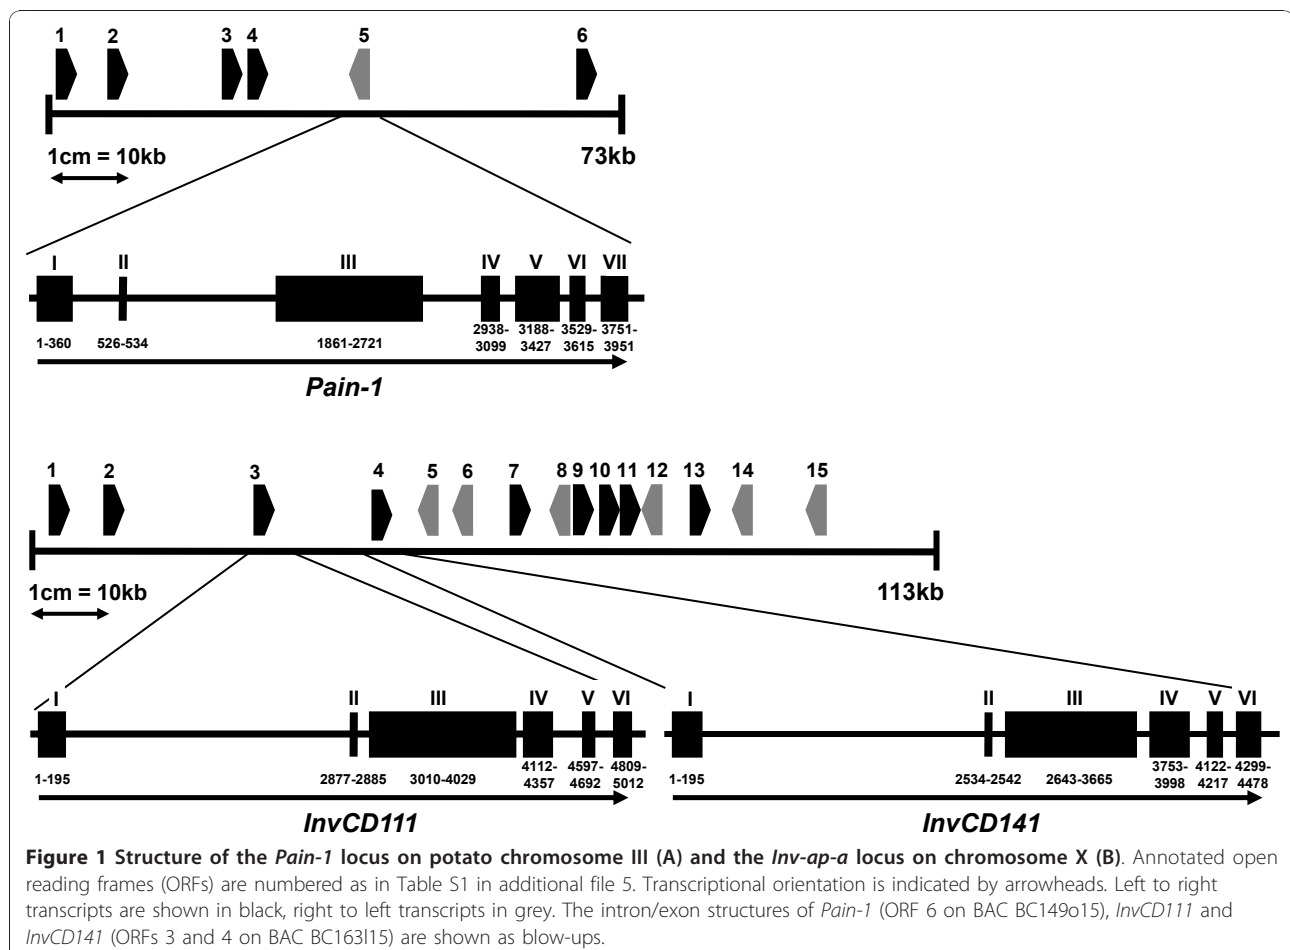 1 2 3 4 5 6
1cm = 10kb 73kb
I II III IV V VI VII
1-360 526-534 1861-2721 2938-3099 3188-3427 3529-3615 3751-3951
Pain-1
1 2 3 4 5 6 7 8 9 10 11 12 13 14 15
1cm = 10kb 113kb
I II III IV V VI I II III IV V VI
1-195 2877-2885 3010-4029 4112-4357 4597-4692 4809-5012 1-195 2534-2542 2643-3665 3753-3998 4122-4217 4299-4478
InvCD111 InvCD141
Figure 1 Structure of the Pain-1 locus on potato chromosome III (A) and the Inv-ap-a locus on chromosome X (B). Annotated open
reading frames (ORFs) are numbered as in Table S1 in additional file 5. Transcriptional orientation is indicated by arrowheads. Left to right
transcripts are shown in black, right to left transcripts in grey. The intron/exon structures of Pain-1 (ORF 6 on BAC BC149o15), InvCD111 and
InvCD141 (ORFs 3 and 4 on BAC BC163l15) are shown as blow-ups.